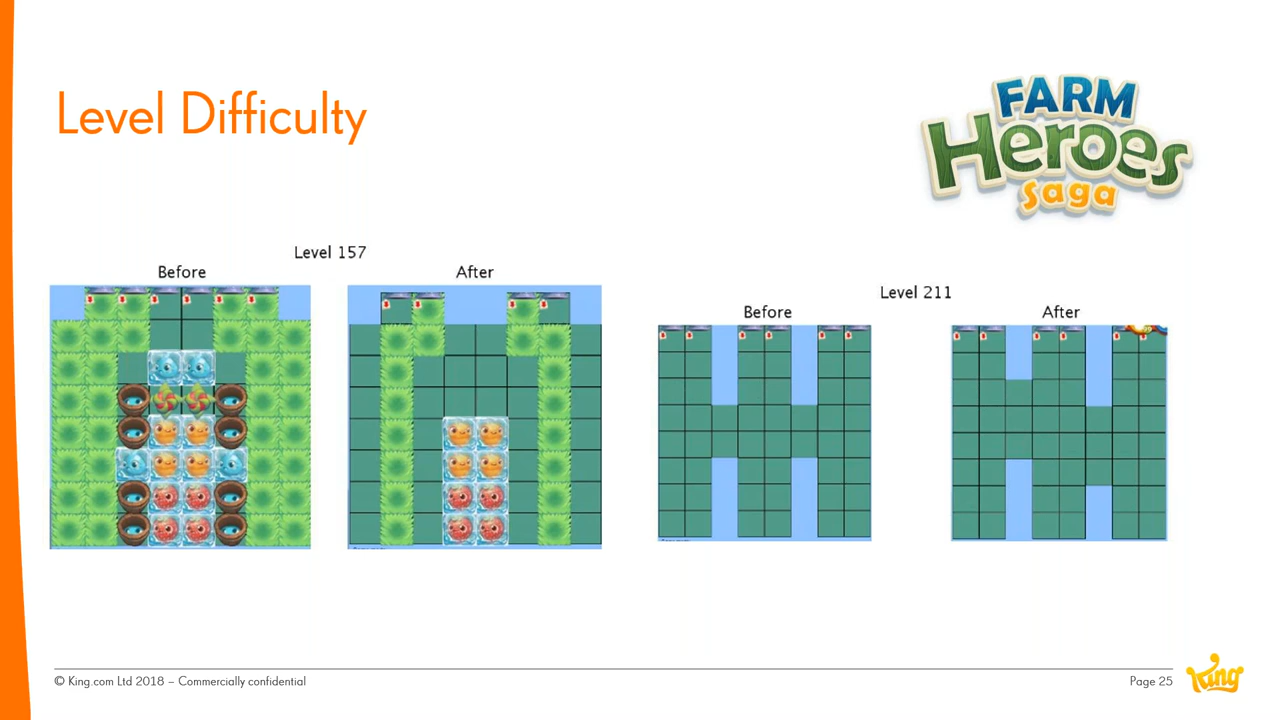 Level Difficulty
FARM
Heroes
Saga
Level 157
Before
After
Level 211
Before
After
© King.com Ltd 2018 – Commercially confidential
Page 25
King